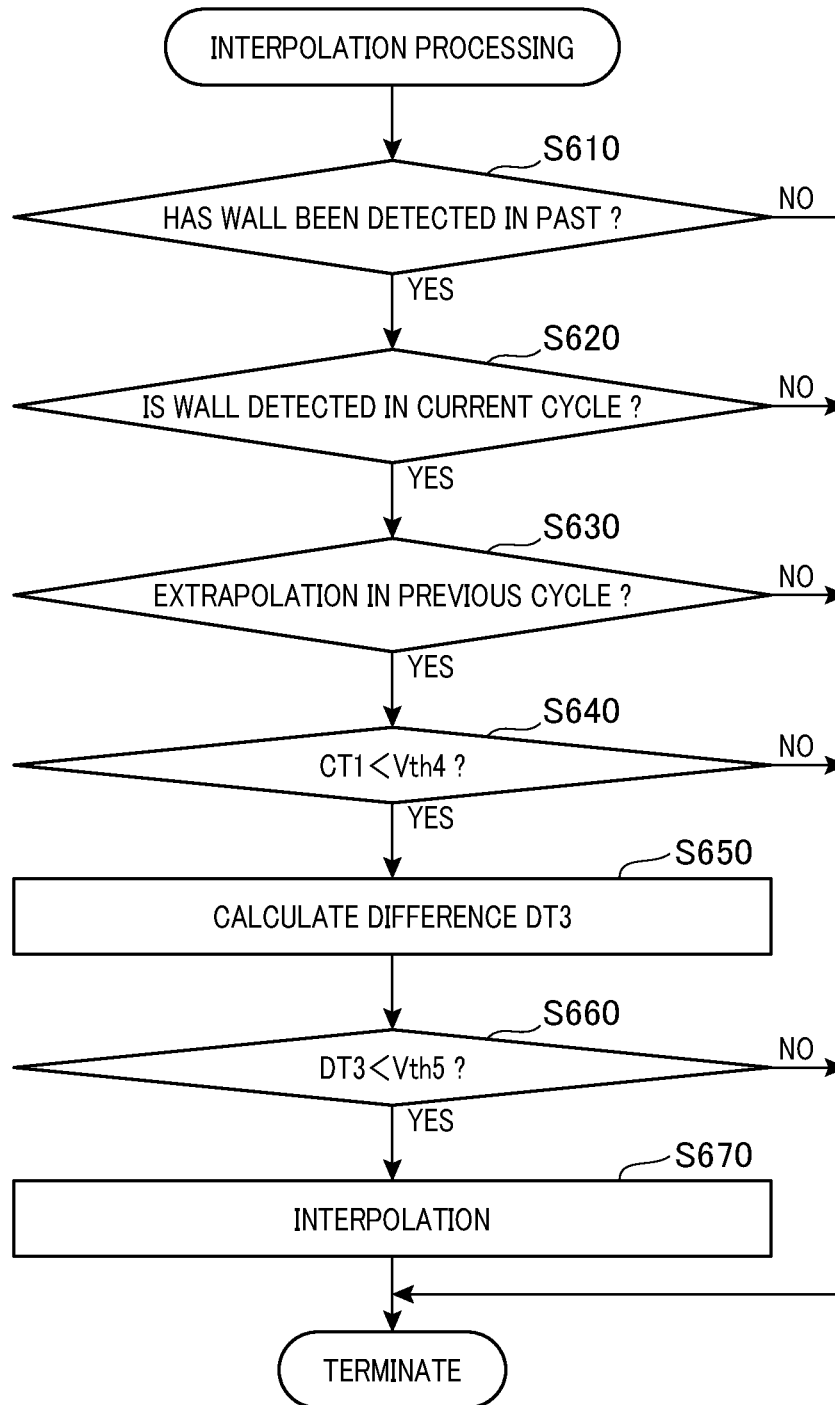 INTERPOLATION PROCESSING
S610
HAS WALL BEEN DETECTED IN PAST ?
NO
YES
S620
IS WALL DETECTED IN CURRENT CYCLE ?
NO
YES
S630
EXTRAPOLATION IN PREVIOUS CYCLE ?
NO
YES
S640
CT1<Vth4 ?
NO
YES
S650
CALCULATE DIFFERENCE DT3
S660
DT3<Vth5 ?
NO
YES
S670
INTERPOLATION
TERMINATE